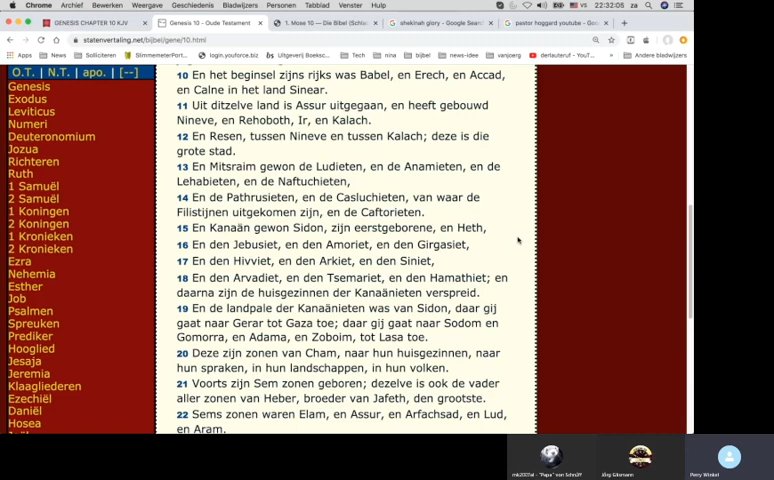 Chrome Archief Bewerken Weergave Geschiedenis Bladwijzers Personen Tabblad Venster Help
VS 22:32:05 za
GENESIS CHAPTER 10 KJV
Genesis 10 - Oude Testament
1. Mose 10 — Die Bibel (Schlac
shekinah glory - Google Searc
pastor hoggard youtube - Goo
statenvertaling.net/bijbel/gene/10.html
Apps News SlimmemeterPort... login.youforce.biz Uitgeverij Boeksc... Tech nina bijbel news-idee vanjoerg derlauteruf - YouT... Andere bladwijzers
O.T. | N.T. | apo. | [--]
Genesis
Exodus
Leviticus
Numeri
Deuteronomium
Jozua
Richteren
Ruth
1 Samuël
2 Samuël
1 Koningen
2 Koningen
1 Kronieken
2 Kronieken
Ezra
Nehemia
Esther
Job
Psalmen
Spreuken
Prediker
Hooglied
Jesaja
Jeremia
Klaagliederen
Ezechiël
Daniël
Hosea
10 En het beginsel zijns rijks was Babel, en Erech, en Accad,
en Calne in het land Sinear.
11 Uit ditzelve land is Assur uitgegaan, en heeft gebouwd
Nineve, en Rehoboth, Ir, en Kalach.
12 En Resen, tussen Nineve en tussen Kalach; deze is die
grote stad.
13 En Mitsraim gewon de Ludieten, en de Anamieten, en de
Lehabieten, en de Naftuchieten,
14 En de Pathrusieten, en de Casluchieten, van waar de
Filistijnen uitgekomen zijn, en de Caftorieten.
15 En Kanaän gewon Sidon, zijn eerstgeborene, en Heth,
16 En den Jebusiet, en den Amoriet, en den Girgasiet,
17 En den Hivviet, en den Arkiet, en den Siniet,
18 En den Arvadiet, en den Tsemariet, en den Hamathiet; en
daarna zijn de huisgezinnen der Kanaänieten verspreid.
19 En de landpale der Kanaänieten was van Sidon, daar gij
gaat naar Gerar tot Gaza toe; daar gij gaat naar Sodom en
Gomorra, en Adama, en Zoboim, tot Lasa toe.
20 Deze zijn zonen van Cham, naar hun huisgezinnen, naar
hun spraken, in hun landschappen, in hun volken.
21 Voorts zijn Sem zonen geboren; dezelve is ook de vader
aller zonen van Heber, broeder van Jafeth, den grootste.
22 Sems zonen waren Elam, en Assur, en Arfachsad, en Lud,
en Aram.
Jörg Glismann
Perry Winkel